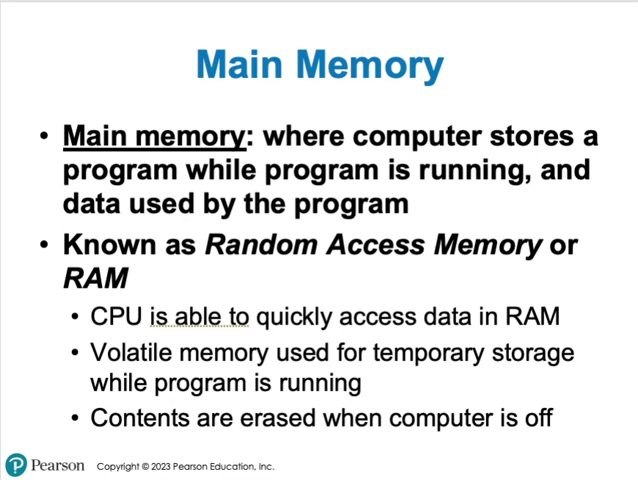 Main Memory
• Main memory: where computer stores a
program while program is running, and
data used by the program
• Known as Random Access Memory or
RAM
• CPU is able to quickly access data in RAM
• Volatile memory used for temporary storage
while program is running
• Contents are erased when computer is off
P Pearson Copyright © 2023 Pearson Education, Inc.